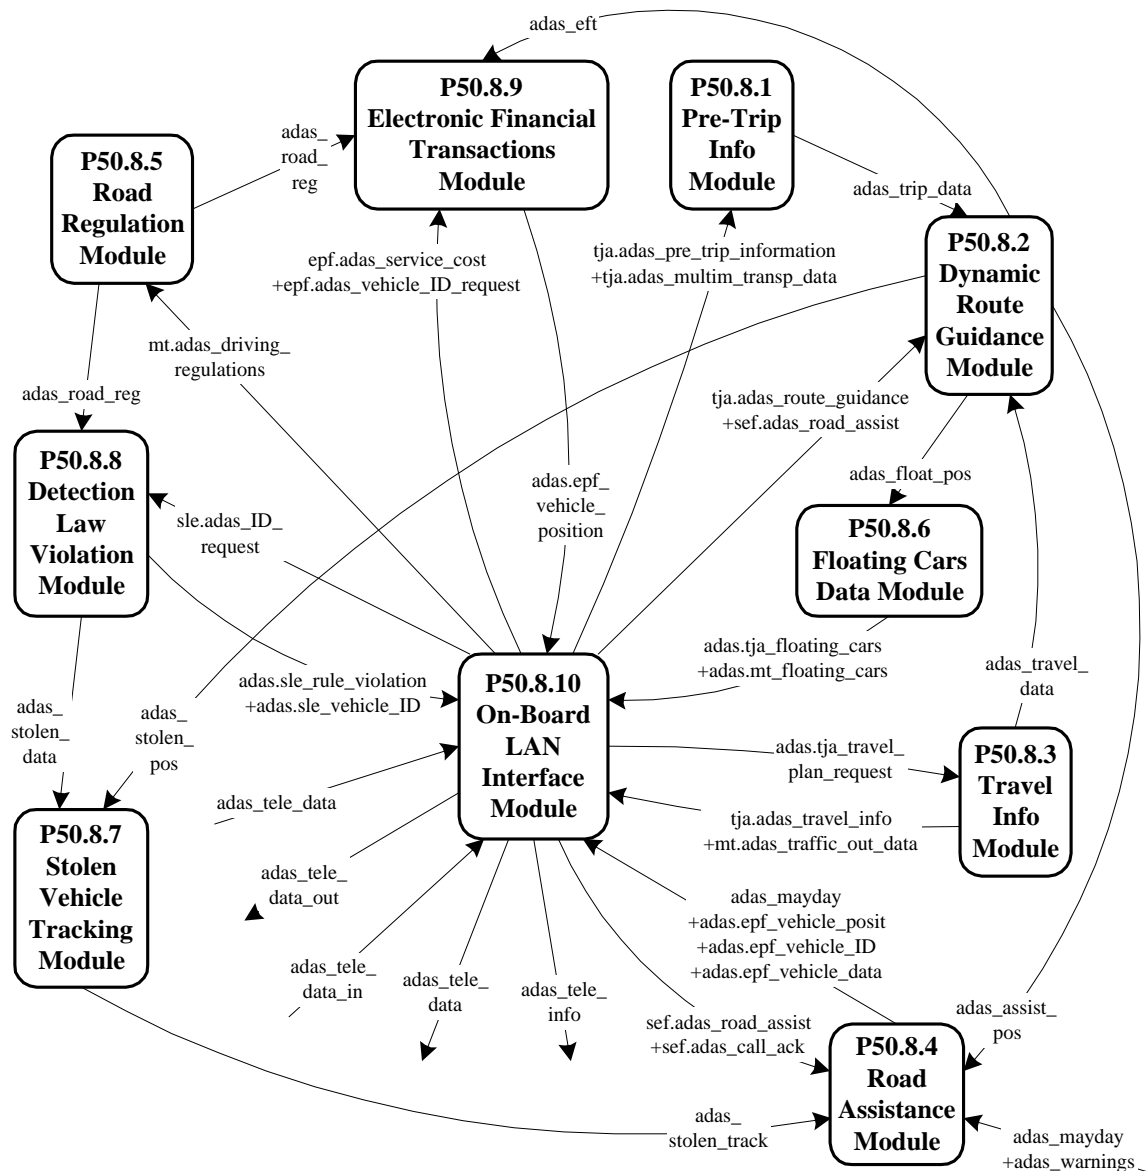 adas_eft
P50.8.9
Electronic Financial
Transactions
Module
P50.8.1
Pre-Trip
Info
Module
adas_
road_
reg
P50.8.5
Road
Regulation
Module
adas_trip_data
P50.8.2
Dynamic
Route
Guidance
Module
epf.adas_service_cost
+epf.adas_vehicle_ID_request
tja.adas_pre_trip_information
+tja.adas_multim_transp_data
mt.adas_driving_
regulations
adas_road_reg
tja.adas_route_guidance
+sef.adas_road_assist
P50.8.8
Detection
Law
Violation
Module
sle.adas_ID_
request
adas.epf_
vehicle_
position
adas_float_pos
P50.8.6
Floating Cars
Data Module
adas.tja_floating_cars
+adas.mt_floating_cars
adas_travel_
data
adas.sle_rule_violation
+adas.sle_vehicle_ID
P50.8.10
On-Board
LAN
Interface
Module
adas_
stolen_
data
adas_
stolen_
pos
adas.tja_travel_
plan_request
P50.8.3
Travel
Info
Module
adas_tele_data
tja.adas_travel_info
+mt.adas_traffic_out_data
P50.8.7
Stolen
Vehicle
Tracking
Module
adas_tele_
data_out
adas_mayday
+adas.epf_vehicle_posit
+adas.epf_vehicle_ID
+adas.epf_vehicle_data
adas_tele_
data_in
adas_tele_
data
adas_tele_
info
sef.adas_road_assist
+sef.adas_call_ack
adas_assist_
pos
P50.8.4
Road
Assistance
Module
adas_
stolen_track
adas_mayday
+adas_warnings